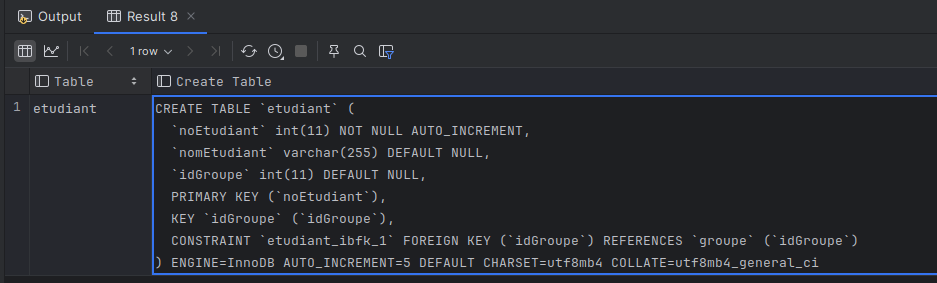 Output Result 8
1 row
Table Create Table
1 etudiant CREATE TABLE `etudiant` (
`noEtudiant` int(11) NOT NULL AUTO_INCREMENT,
`nomEtudiant` varchar(255) DEFAULT NULL,
`idGroupe` int(11) DEFAULT NULL,
PRIMARY KEY (`noEtudiant`),
KEY `idGroupe` (`idGroupe`),
CONSTRAINT `etudiant_ibfk_1` FOREIGN KEY (`idGroupe`) REFERENCES `groupe` (`idGroupe`)
) ENGINE=InnoDB AUTO_INCREMENT=5 DEFAULT CHARSET=utf8mb4 COLLATE=utf8mb4_general_ci